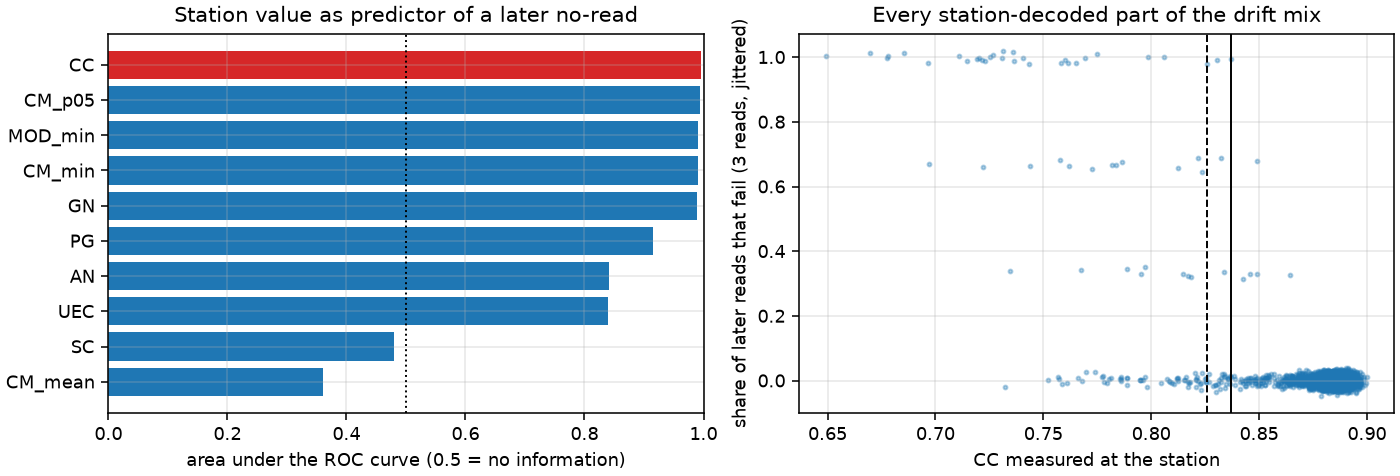 Station value as predictor of a later no-read
CC
CM_p05
MOD_min
CM_min
GN
PG
AN
UEC
SC
CM_mean
0.0 0.2 0.4 0.6 0.8 1.0
area under the ROC curve (0.5 = no information)
Every station-decoded part of the drift mix
share of later reads that fail (3 reads, jittered)
1.0
0.8
0.6
0.4
0.2
0.0
0.65 0.70 0.75 0.80 0.85 0.90
CC measured at the station